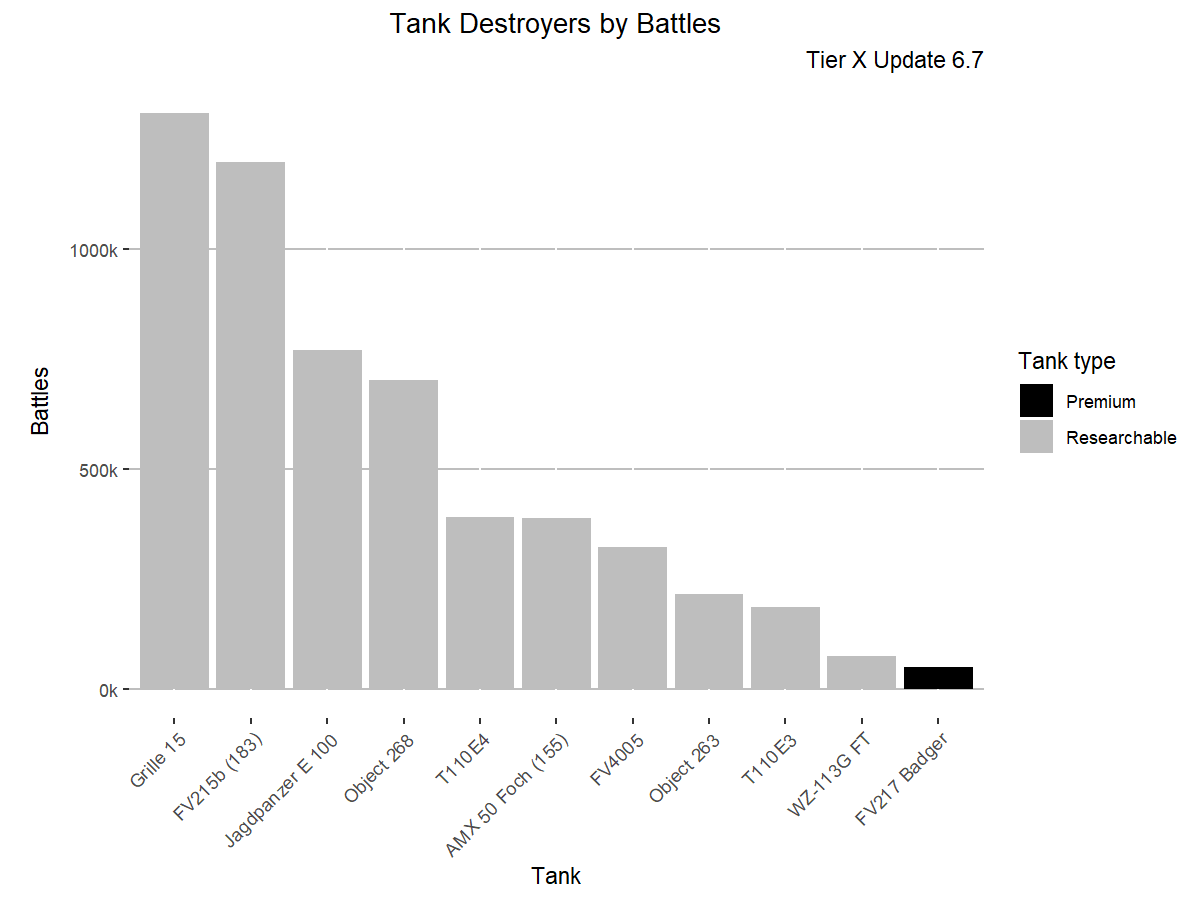 Tank Destroyers by Battles
Tier X Update 6.7
1000k
500k
0k
Battles
Grille 15
FV215b (183)
Jagdpanzer E 100
Object 268
T110E4
AMX 50 Foch (155)
FV4005
Object 263
T110E3
WZ-113G FT
FV217 Badger
Tank
Tank type
Premium
Researchable